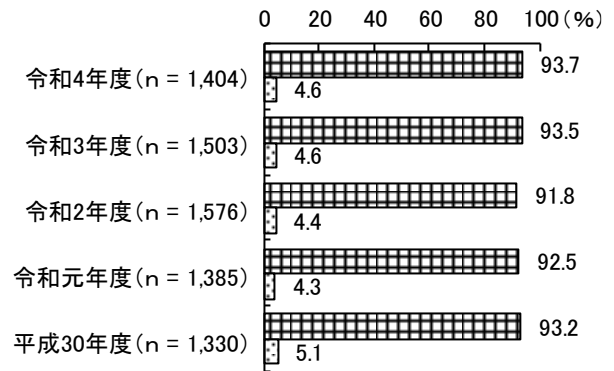 0 20 40 60 80 100(%)
令和4年度(n = 1,404) 93.7
4.6
令和3年度(n = 1,503) 93.5
4.6
令和2年度(n = 1,576) 91.8
4.4
令和元年度(n = 1,385) 92.5
4.3
平成30年度(n = 1,330) 93.2
5.1